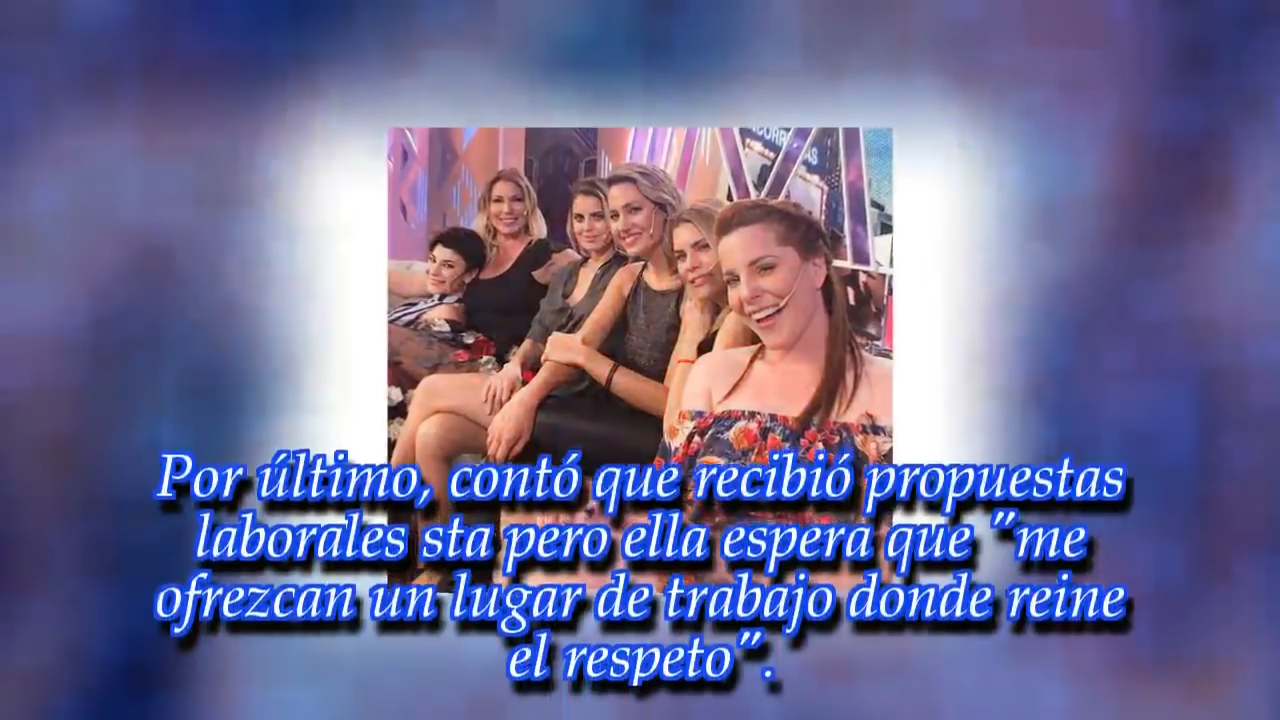 Por último, contó que recibió propuestas
laborales sta pero ella espera que "me
ofrezcan un lugar de trabajo donde reine
el respeto".